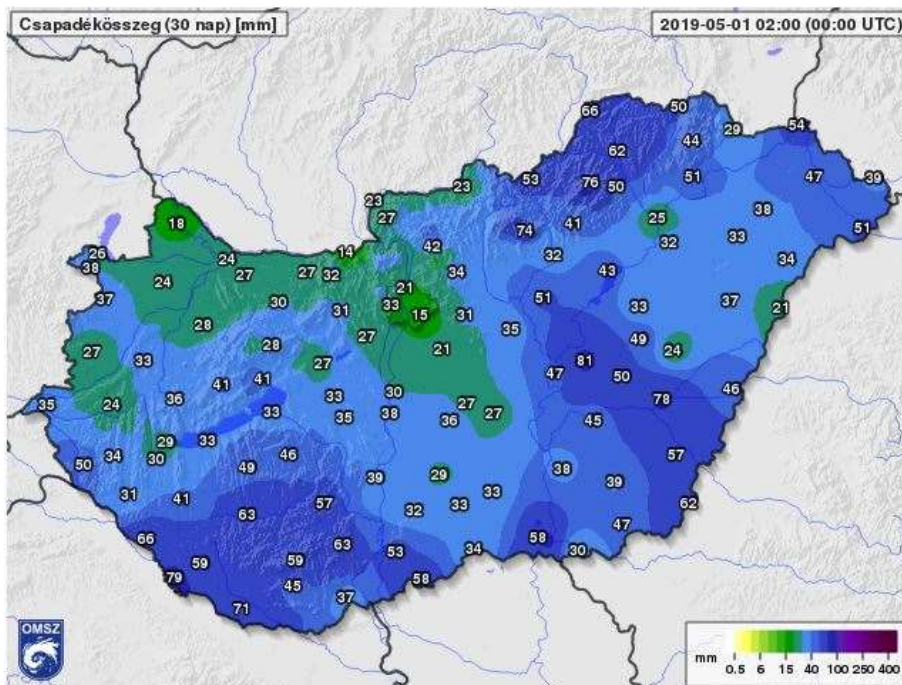 Csapadékösszeg (30 nap) [mm]
2019-05-01 02:00 (00:00 UTC)
66 50 29 54
62 44
53 76 50 51 47 39
23 23 27
18 25 38
74 41 51
42 32 33
26 14 32
38 24 27 27 32 34 43 34
24 21
37 30 33 51 37 21
31 15 31 33
28 35
27 49
27 33 28 27 21 24
81
41 41 47 50 46
24 36 33 30 78
35 33 35 38 27 27
36 45
29 33
50 34 30 49 46 57
38
39 29 39
31 41 57 33
32 33 62
63 47
66 63 53 34 58 30
59 59
79 45 58
37
71
OMSZ
mm 0.5 6 15 40 100 250 400